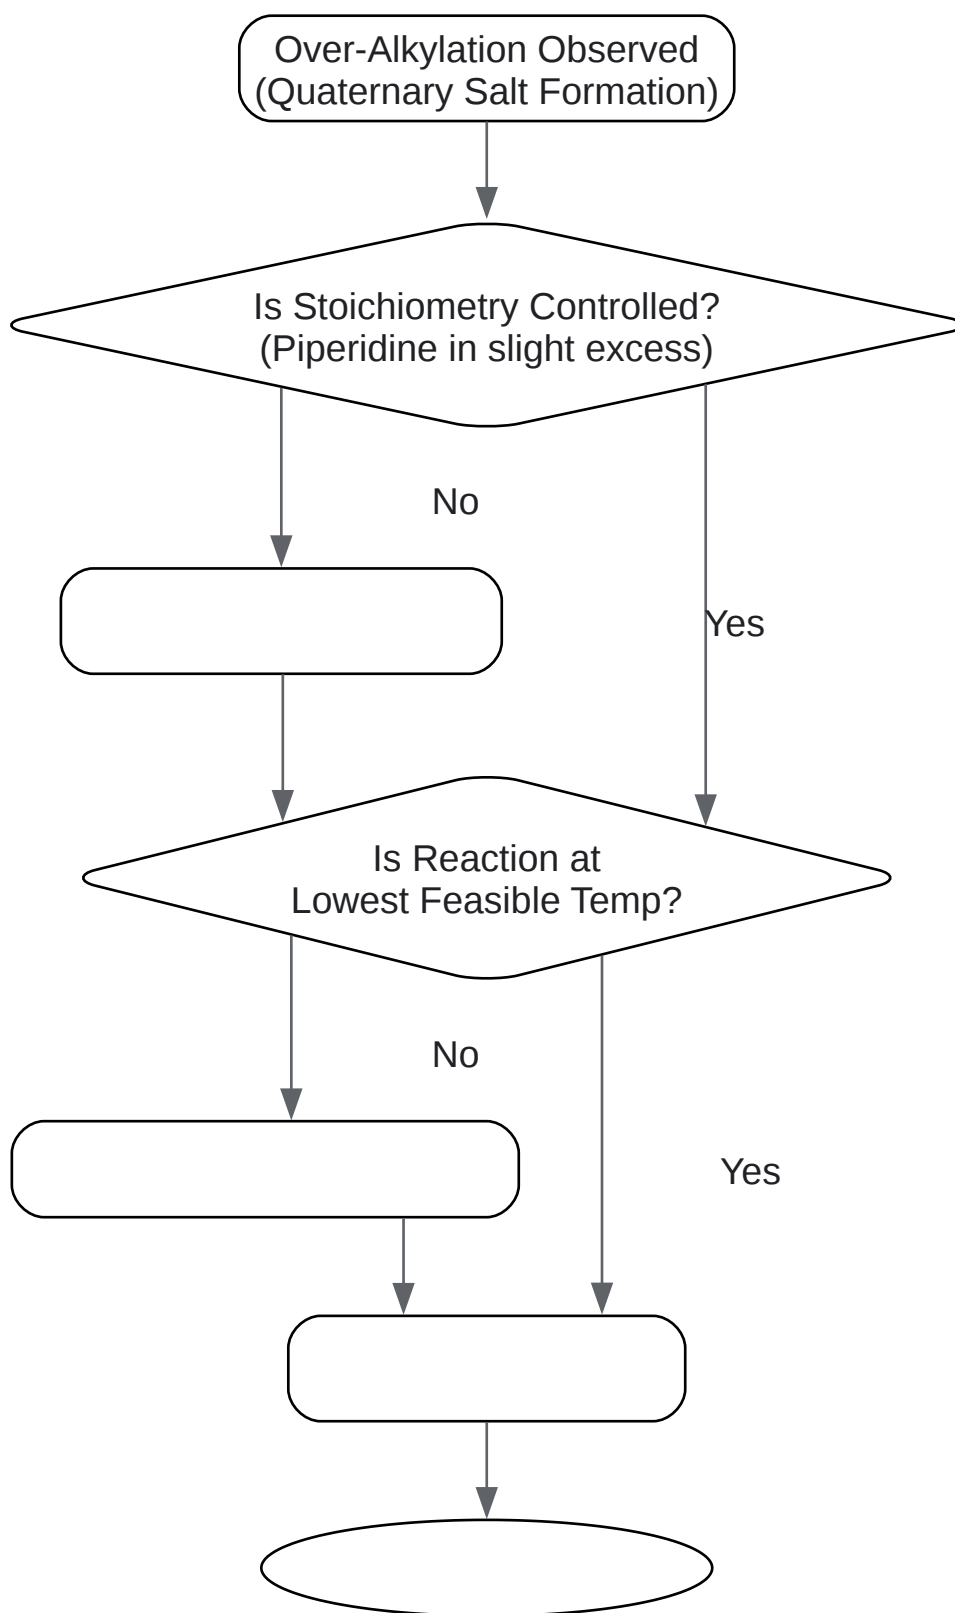 Over-Alkylation Observed
(Quaternary Salt Formation)
Is Stoichiometry Controlled?
(Piperidine in slight excess)
No
Yes
Is Reaction at
Lowest Feasible Temp?
No
Yes